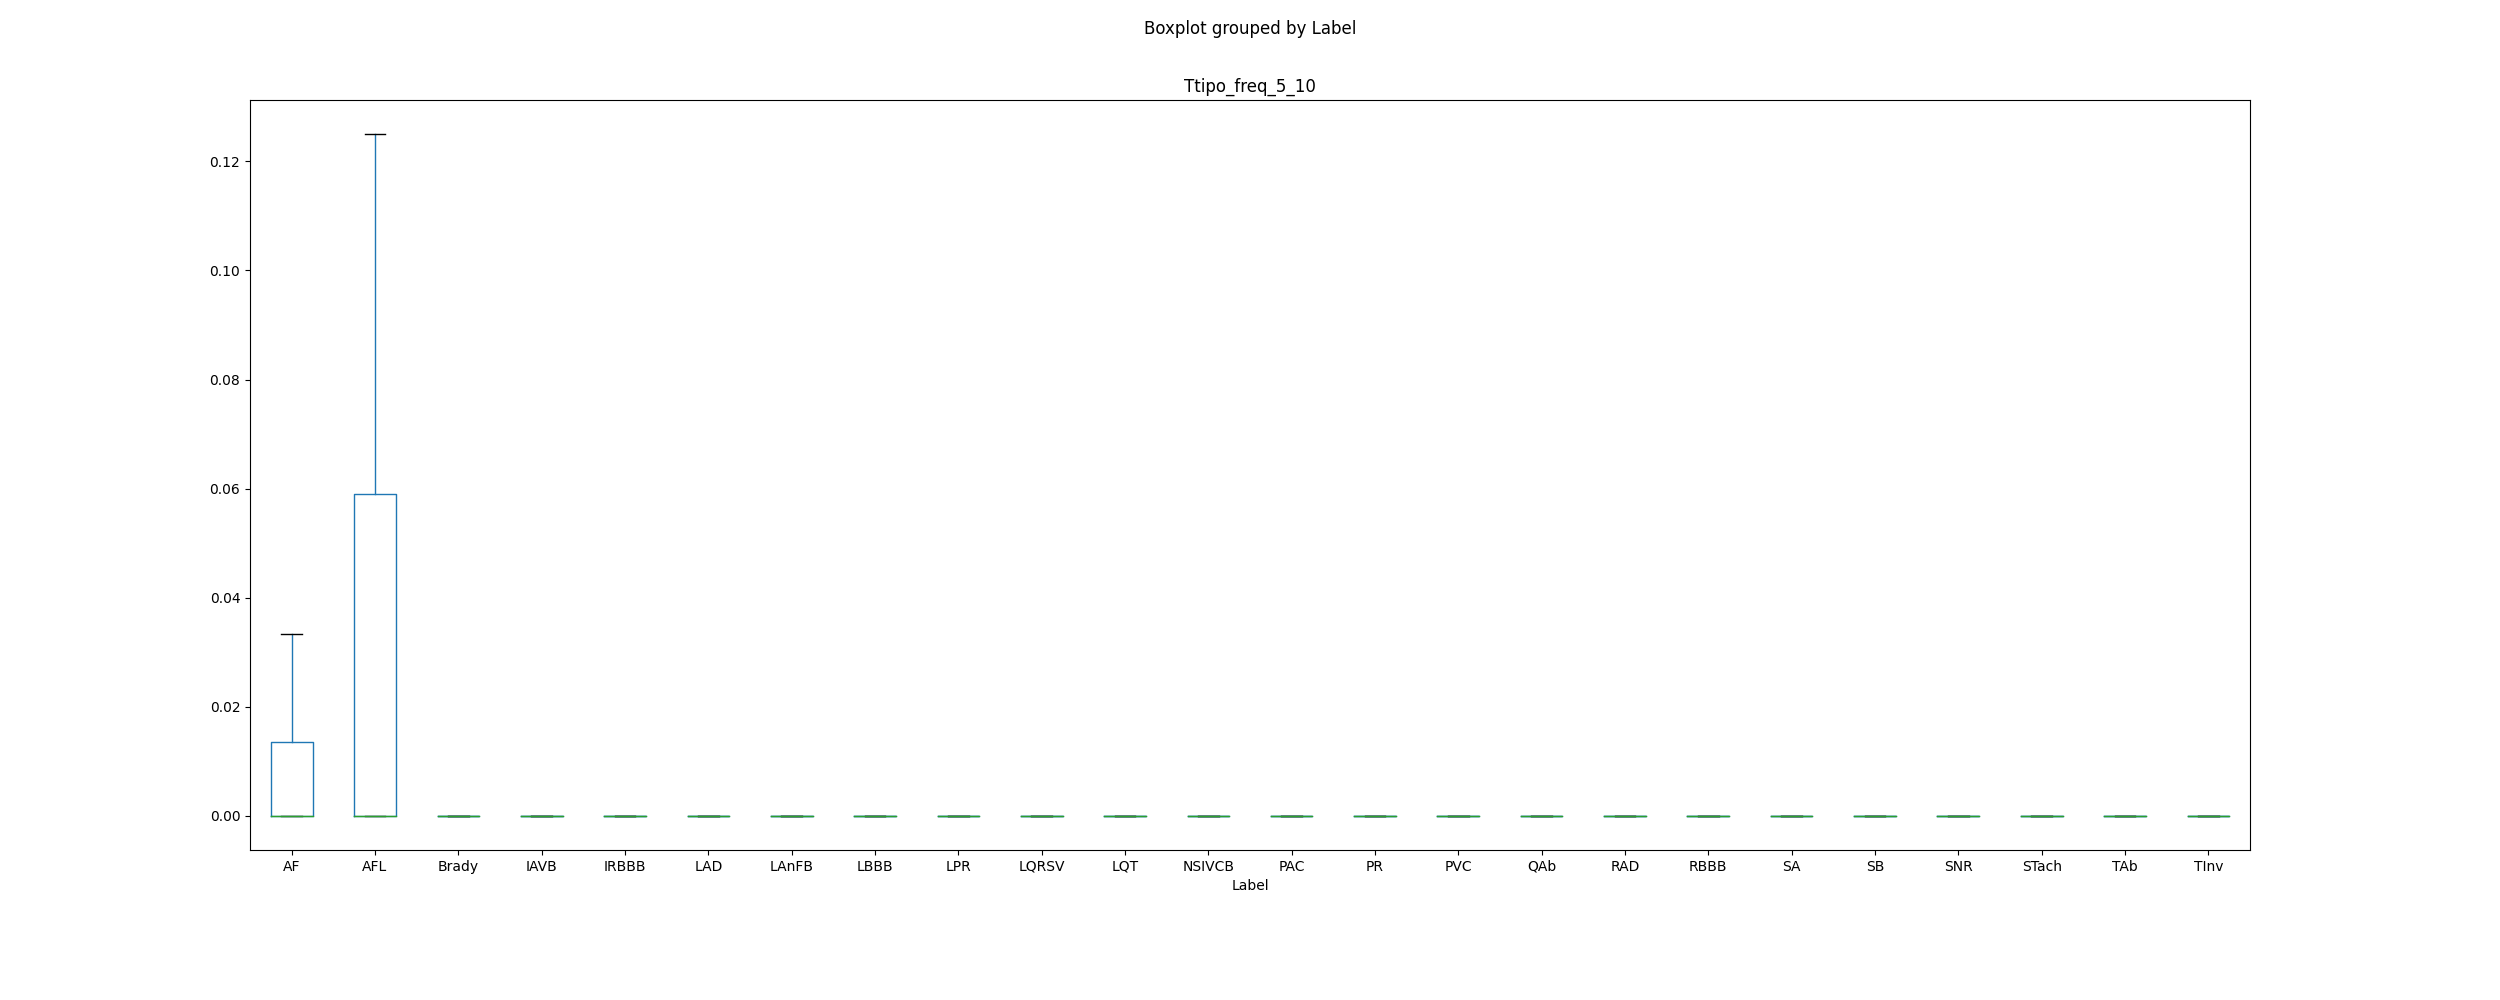 Boxplot grouped by Label
Ttipo_freq_5_10
0.12
0.10
0.08
0.06
0.04
0.02
0.00
AF AFL Brady IAVB IRBBB LAD LAnFB LBBB LPR LQRSV LQT NSIVCB PAC PR PVC QAb RAD RBBB SA SB SNR STach TAb TInv
Label